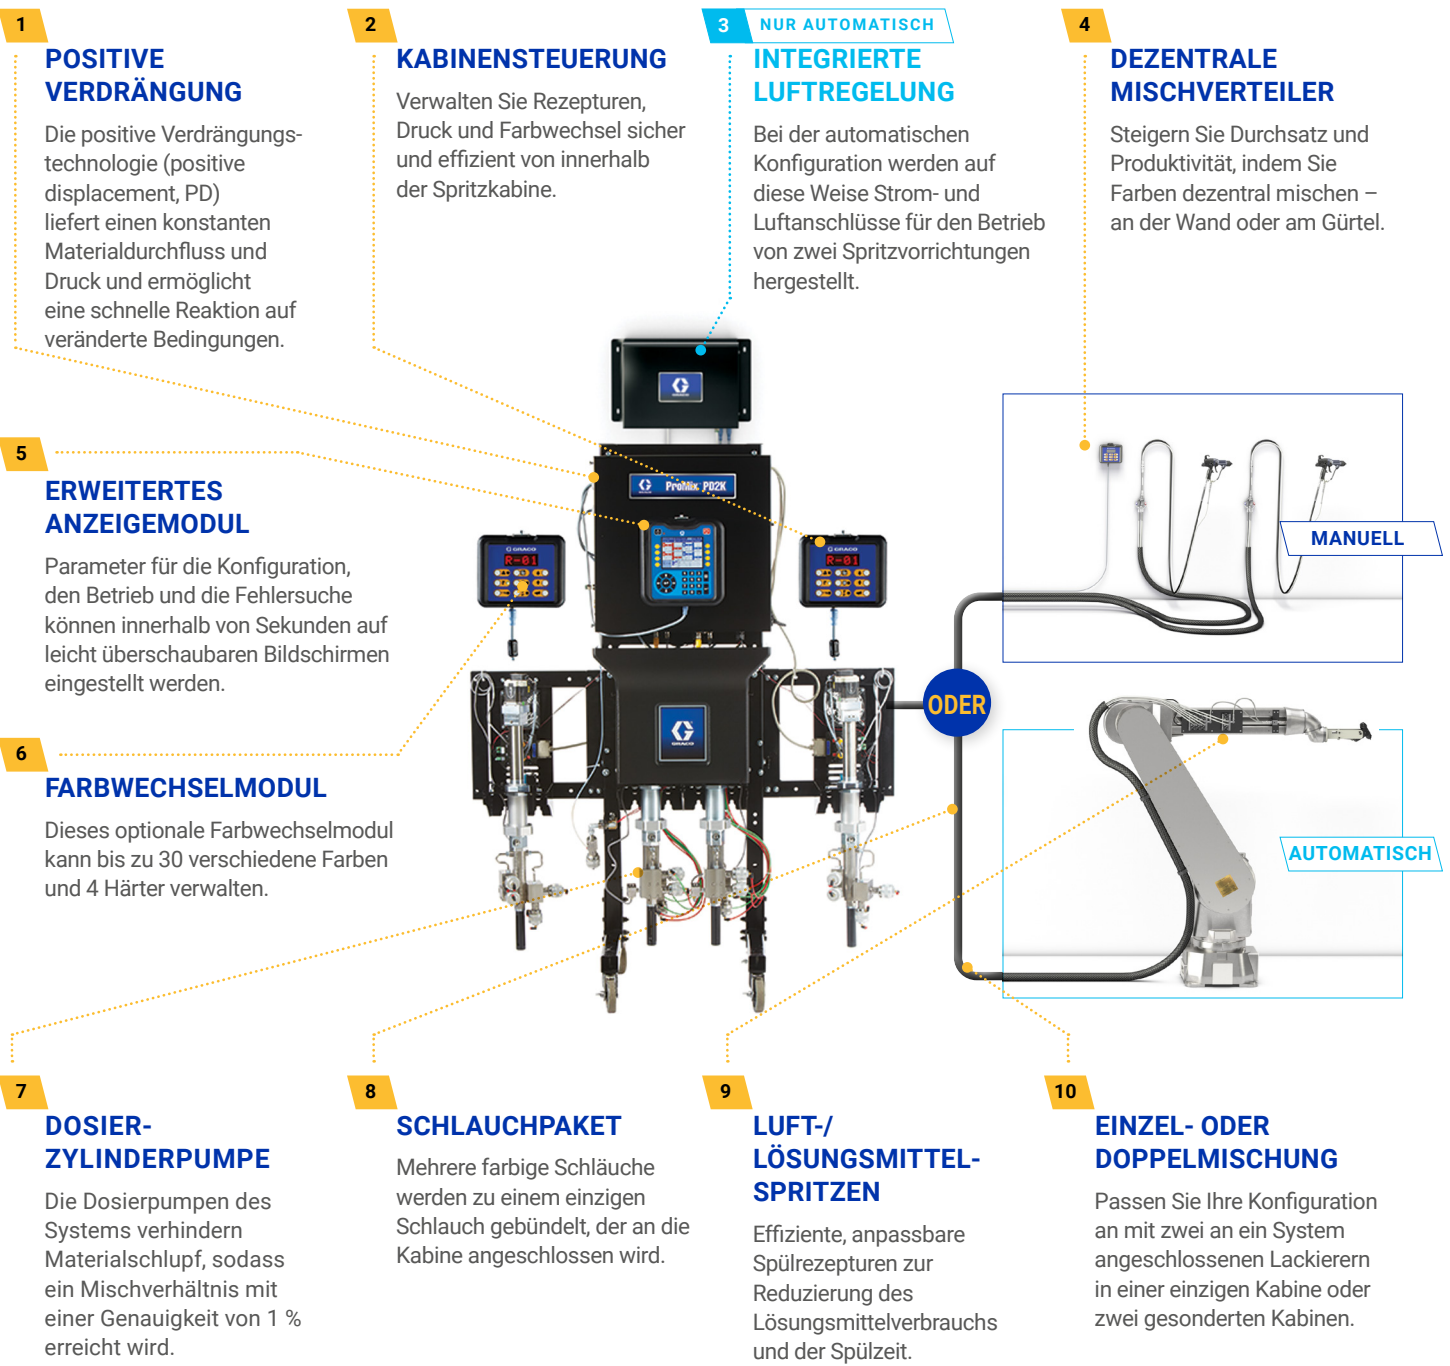 1
POSITIVE
VERDRÄNGUNG
Die positive Verdrängungs-
technologie (positive
displacement, PD)
liefert einen konstanten
Materialdurchfluss und
Druck und ermöglicht
eine schnelle Reaktion auf
veränderte Bedingungen.
2
KABINENSTEUERUNG
Verwalten Sie Rezepturen,
Druck und Farbwechsel sicher
und effizient von innerhalb
der Spritzkabine.
3 NUR AUTOMATISCH
INTEGRIERTE
LUFTREGELUNG
Bei der automatischen
Konfiguration werden auf
diese Weise Strom- und
Luftanschlüsse für den Betrieb
von zwei Spritzvorrichtungen
hergestellt.
4
DEZENTRALE
MISCHVERTEILER
Steigern Sie Durchsatz und
Produktivität, indem Sie
Farben dezentral mischen –
an der Wand oder am Gürtel.
5
ERWEITERTES
ANZEIGEMODUL
Parameter für die Konfiguration,
den Betrieb und die Fehlersuche
können innerhalb von Sekunden auf
leicht überschaubaren Bildschirmen
eingestellt werden.
6
FARBWECHSELMODUL
Dieses optionale Farbwechselmodul
kann bis zu 30 verschiedene Farben
und 4 Härter verwalten.
GRACO
ProMix PD2K
GRACO
R-01
GRACO
R-01
GRACO
ODER
MANUELL
AUTOMATISCH
7
DOSIER-
ZYLINDERPUMPE
Die Dosierpumpen des
Systems verhindern
Materialschlupf, sodass
ein Mischverhältnis mit
einer Genauigkeit von 1 %
erreicht wird.
8
SCHLAUCHPAKET
Mehrere farbige Schläuche
werden zu einem einzigen
Schlauch gebündelt, der an die
Kabine angeschlossen wird.
9
LUFT-/
LÖSUNGSMITTEL-
SPRITZEN
Effiziente, anpassbare
Spülrezepturen zur
Reduzierung des
Lösungsmittelverbrauchs
und der Spülzeit.
10
EINZEL- ODER
DOPPELMISCHUNG
Passen Sie Ihre Konfiguration
an mit zwei an ein System
angeschlossenen Lackierern
in einer einzigen Kabine oder
zwei gesonderten Kabinen.